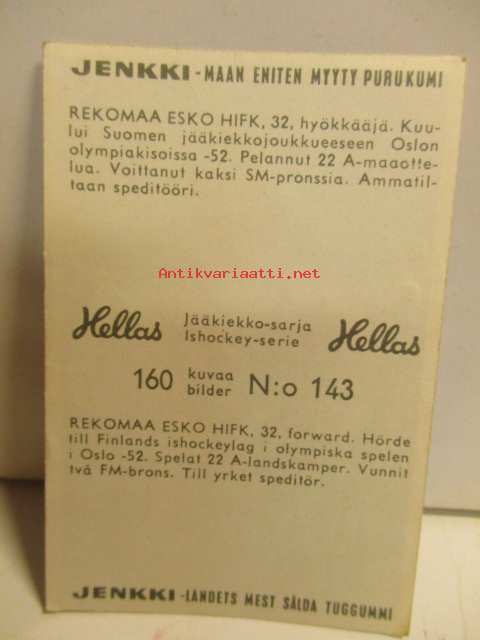 JENKKI - MAAN ENITEN MYYTY PURUKUMI
REKOMAA ESKO HIFK, 32, hyökkääjä. Kuu-
lui Suomen jääkiekkojoukkueeseen Oslon
olympiakisoissa -52. Pelannut 22 A-maaotte-
lua. Voittanut kaksi SM-pronssia. Ammatil-
taan speditööri.
Antikvariaatti.net
Hellas Jääkiekko-sarja Hellas
Ishockey-serie
160 kuvaa N:o 143
bilder
REKOMAA ESKO HIFK, 32, forward. Hörde
till Finlands ishockeylag i olympiska spelen
i Oslo -52. Spelat 22 A-landskamper. Vunnit
två FM-brons. Till yrket speditör.
JENKKI - LANDETS MEST SÅLDA TUGGUMMI